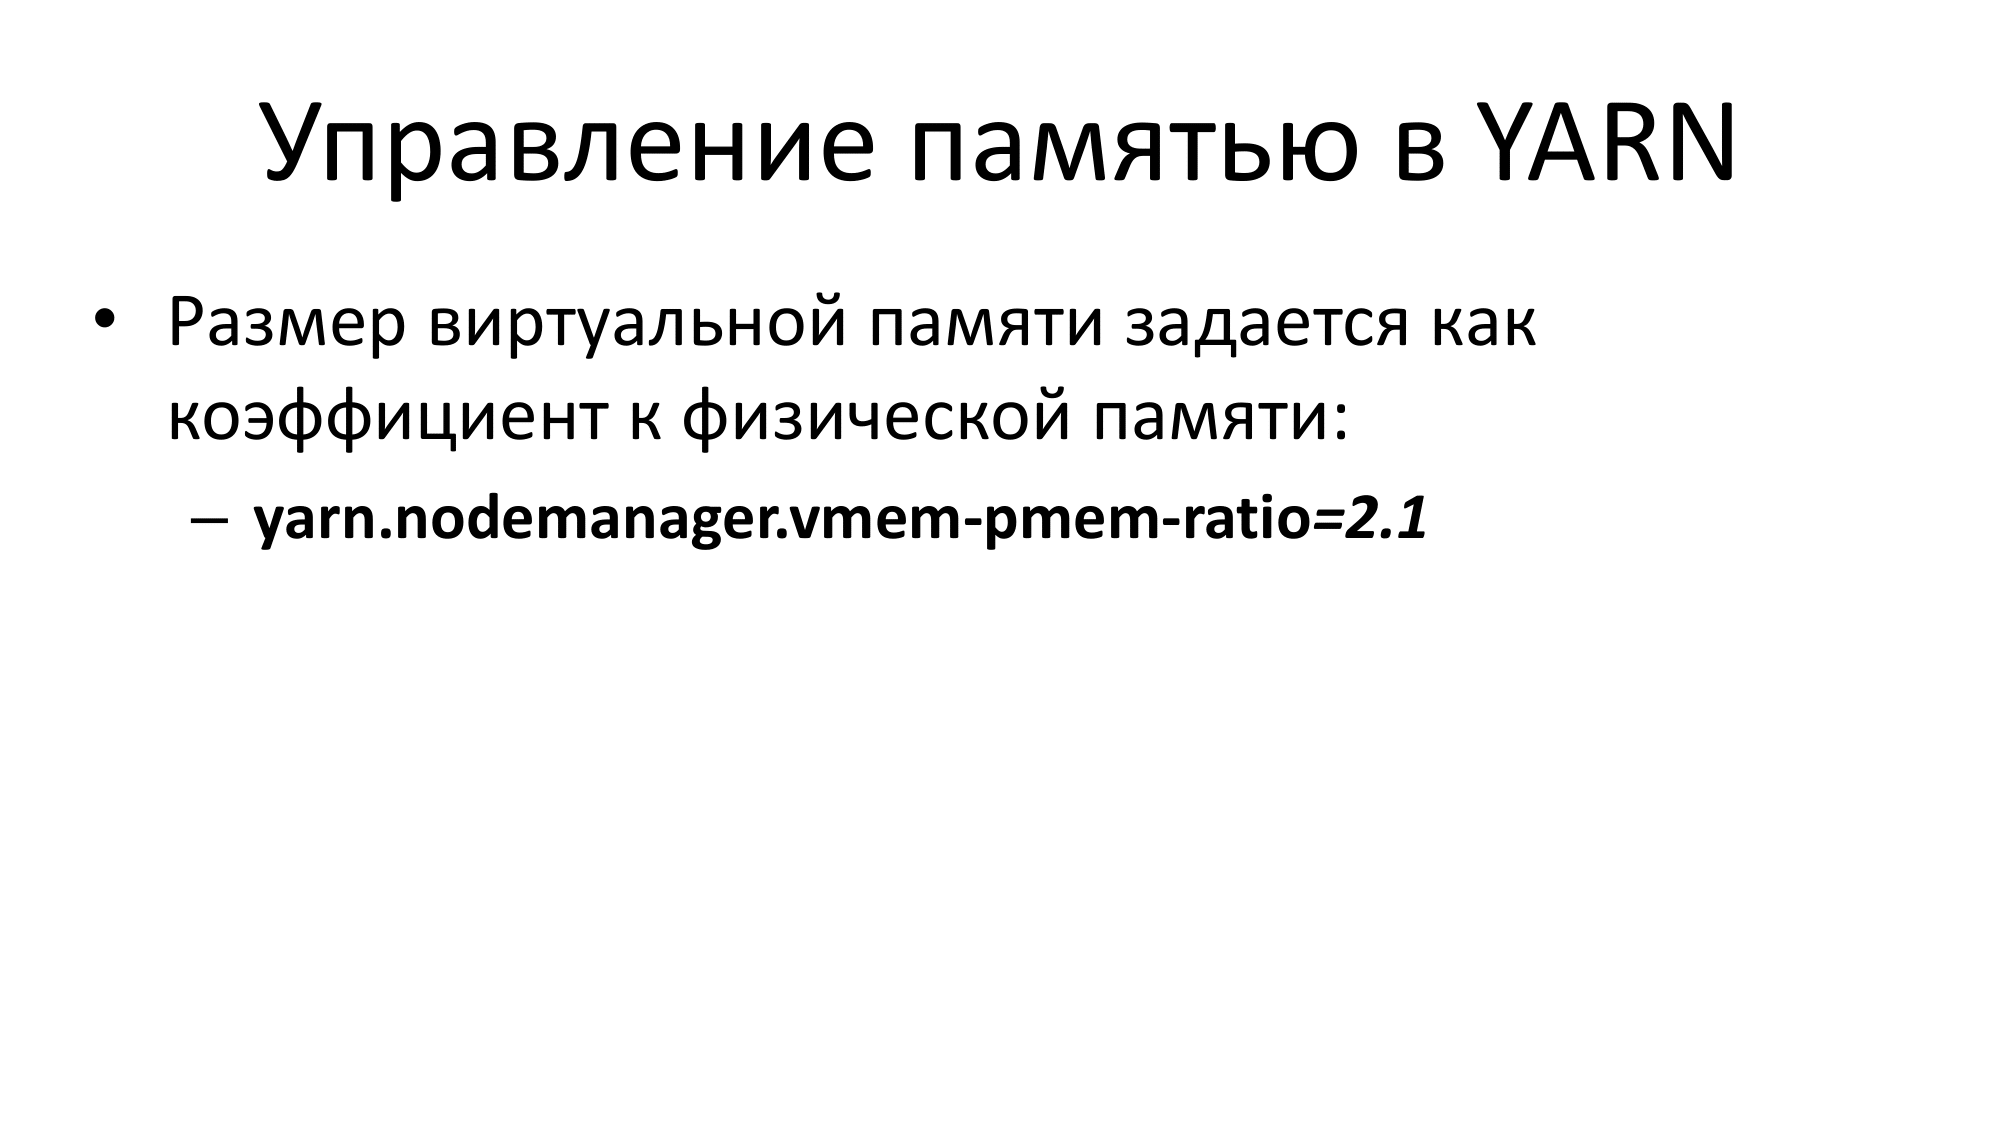 Управление памятью в YARN
• Размер виртуальной памяти задается как
коэффициент к физической памяти:
– yarn.nodemanager.vmem-pmem-ratio=2.1